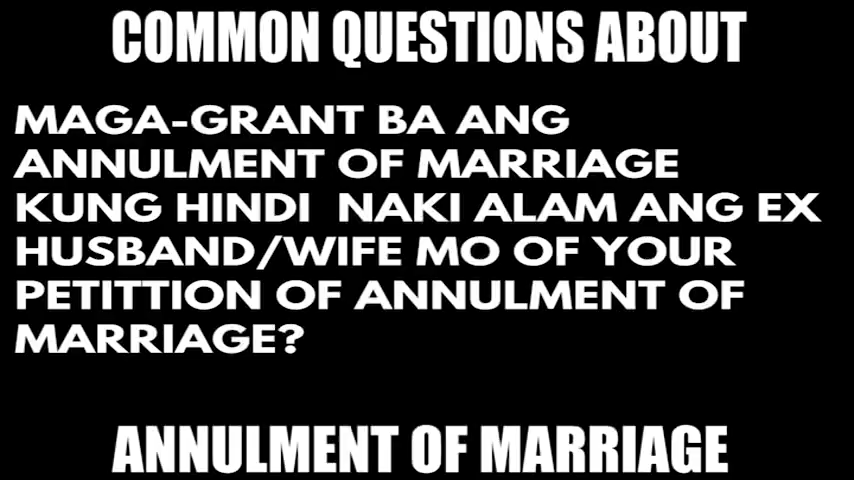 COMMON QUESTIONS ABOUT
MAGA-GRANT BA ANG
ANNULMENT OF MARRIAGE
KUNG HINDI NAKI ALAM ANG EX
HUSBAND/WIFE MO OF YOUR
PETITTION OF ANNULMENT OF
MARRIAGE?
ANNULMENT OF MARRIAGE